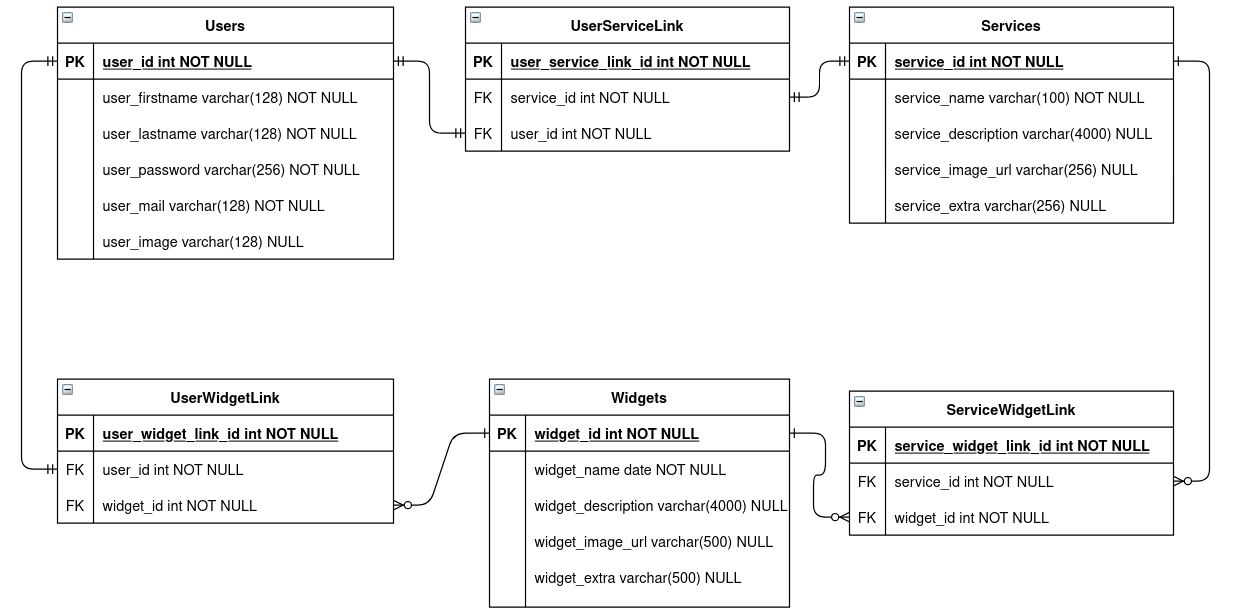 Users
PK user_id int NOT NULL
user_firstname varchar(128) NOT NULL
user_lastname varchar(128) NOT NULL
user_password varchar(256) NOT NULL
user_mail varchar(128) NOT NULL
user_image varchar(128) NULL
UserServiceLink
PK user_service_link_id int NOT NULL
FK service_id int NOT NULL
FK user_id int NOT NULL
Services
PK service_id int NOT NULL
service_name varchar(100) NOT NULL
service_description varchar(4000) NULL
service_image_url varchar(256) NULL
service_extra varchar(256) NULL
UserWidgetLink
PK user_widget_link_id int NOT NULL
FK user_id int NOT NULL
FK widget_id int NOT NULL
Widgets
PK widget_id int NOT NULL
widget_name date NOT NULL
widget_description varchar(4000) NULL
widget_image_url varchar(500) NULL
widget_extra varchar(500) NULL
ServiceWidgetLink
PK service_widget_link_id int NOT NULL
FK service_id int NOT NULL
FK widget_id int NOT NULL